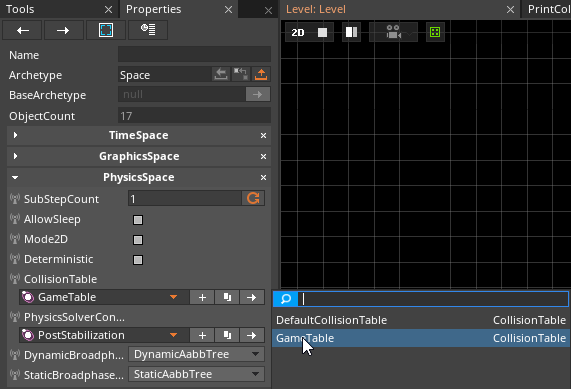 Tools
Properties
Level: Level
PrintCol
2D
Name
Archetype
Space
BaseArchetype
null
ObjectCount
17
TimeSpace
GraphicsSpace
PhysicsSpace
SubStepCount
1
AllowSleep
Mode2D
Deterministic
CollisionTable
GameTable
PhysicsSolverCon...
PostStabilization
DynamicBroadph...
DynamicAabbTree
StaticBroadphase...
StaticAabbTree
DefaultCollisionTable
CollisionTable
GameTable
CollisionTable